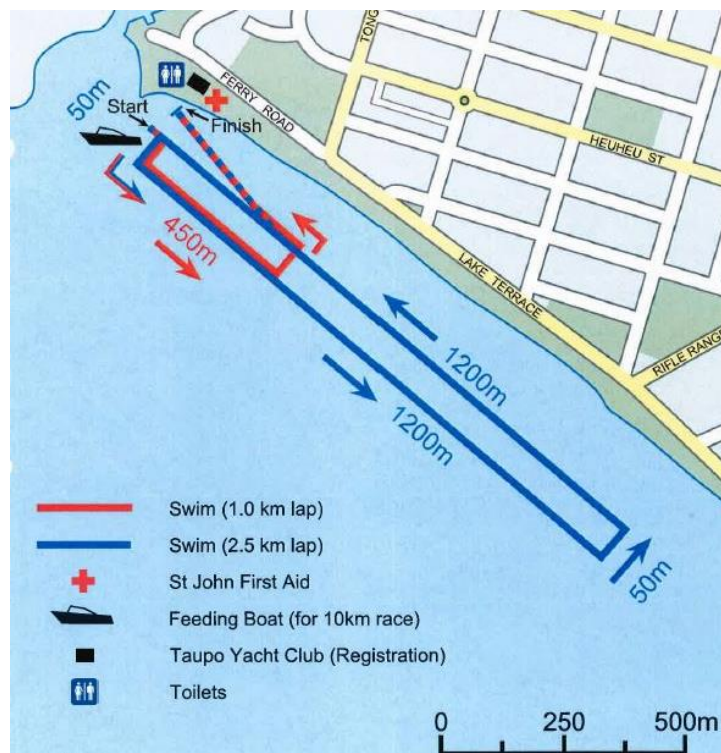 TONG
FERRY ROAD
50m
Start
Finish
HEUHEU ST
450m
LAKE TERRACE
RIFLE RANGE
1200m
1200m
50m
Swim (1.0 km lap)
Swim (2.5 km lap)
St John First Aid
Feeding Boat (for 10km race)
Taupo Yacht Club (Registration)
Toilets
0 250 500m